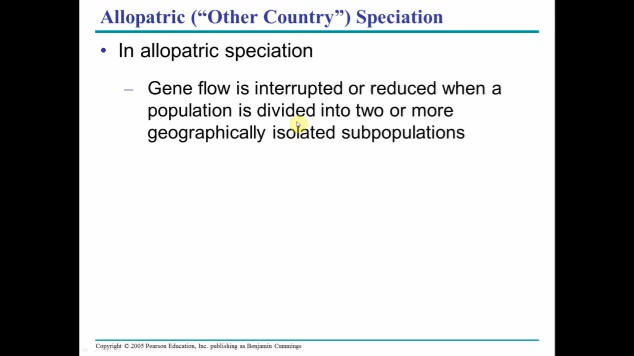 Allopatric (“Other Country”) Speciation
• In allopatric speciation
– Gene flow is interrupted or reduced when a
population is divided into two or more
geographically isolated subpopulations
Copyright © 2005 Pearson Education, Inc. publishing as Benjamin Cummings